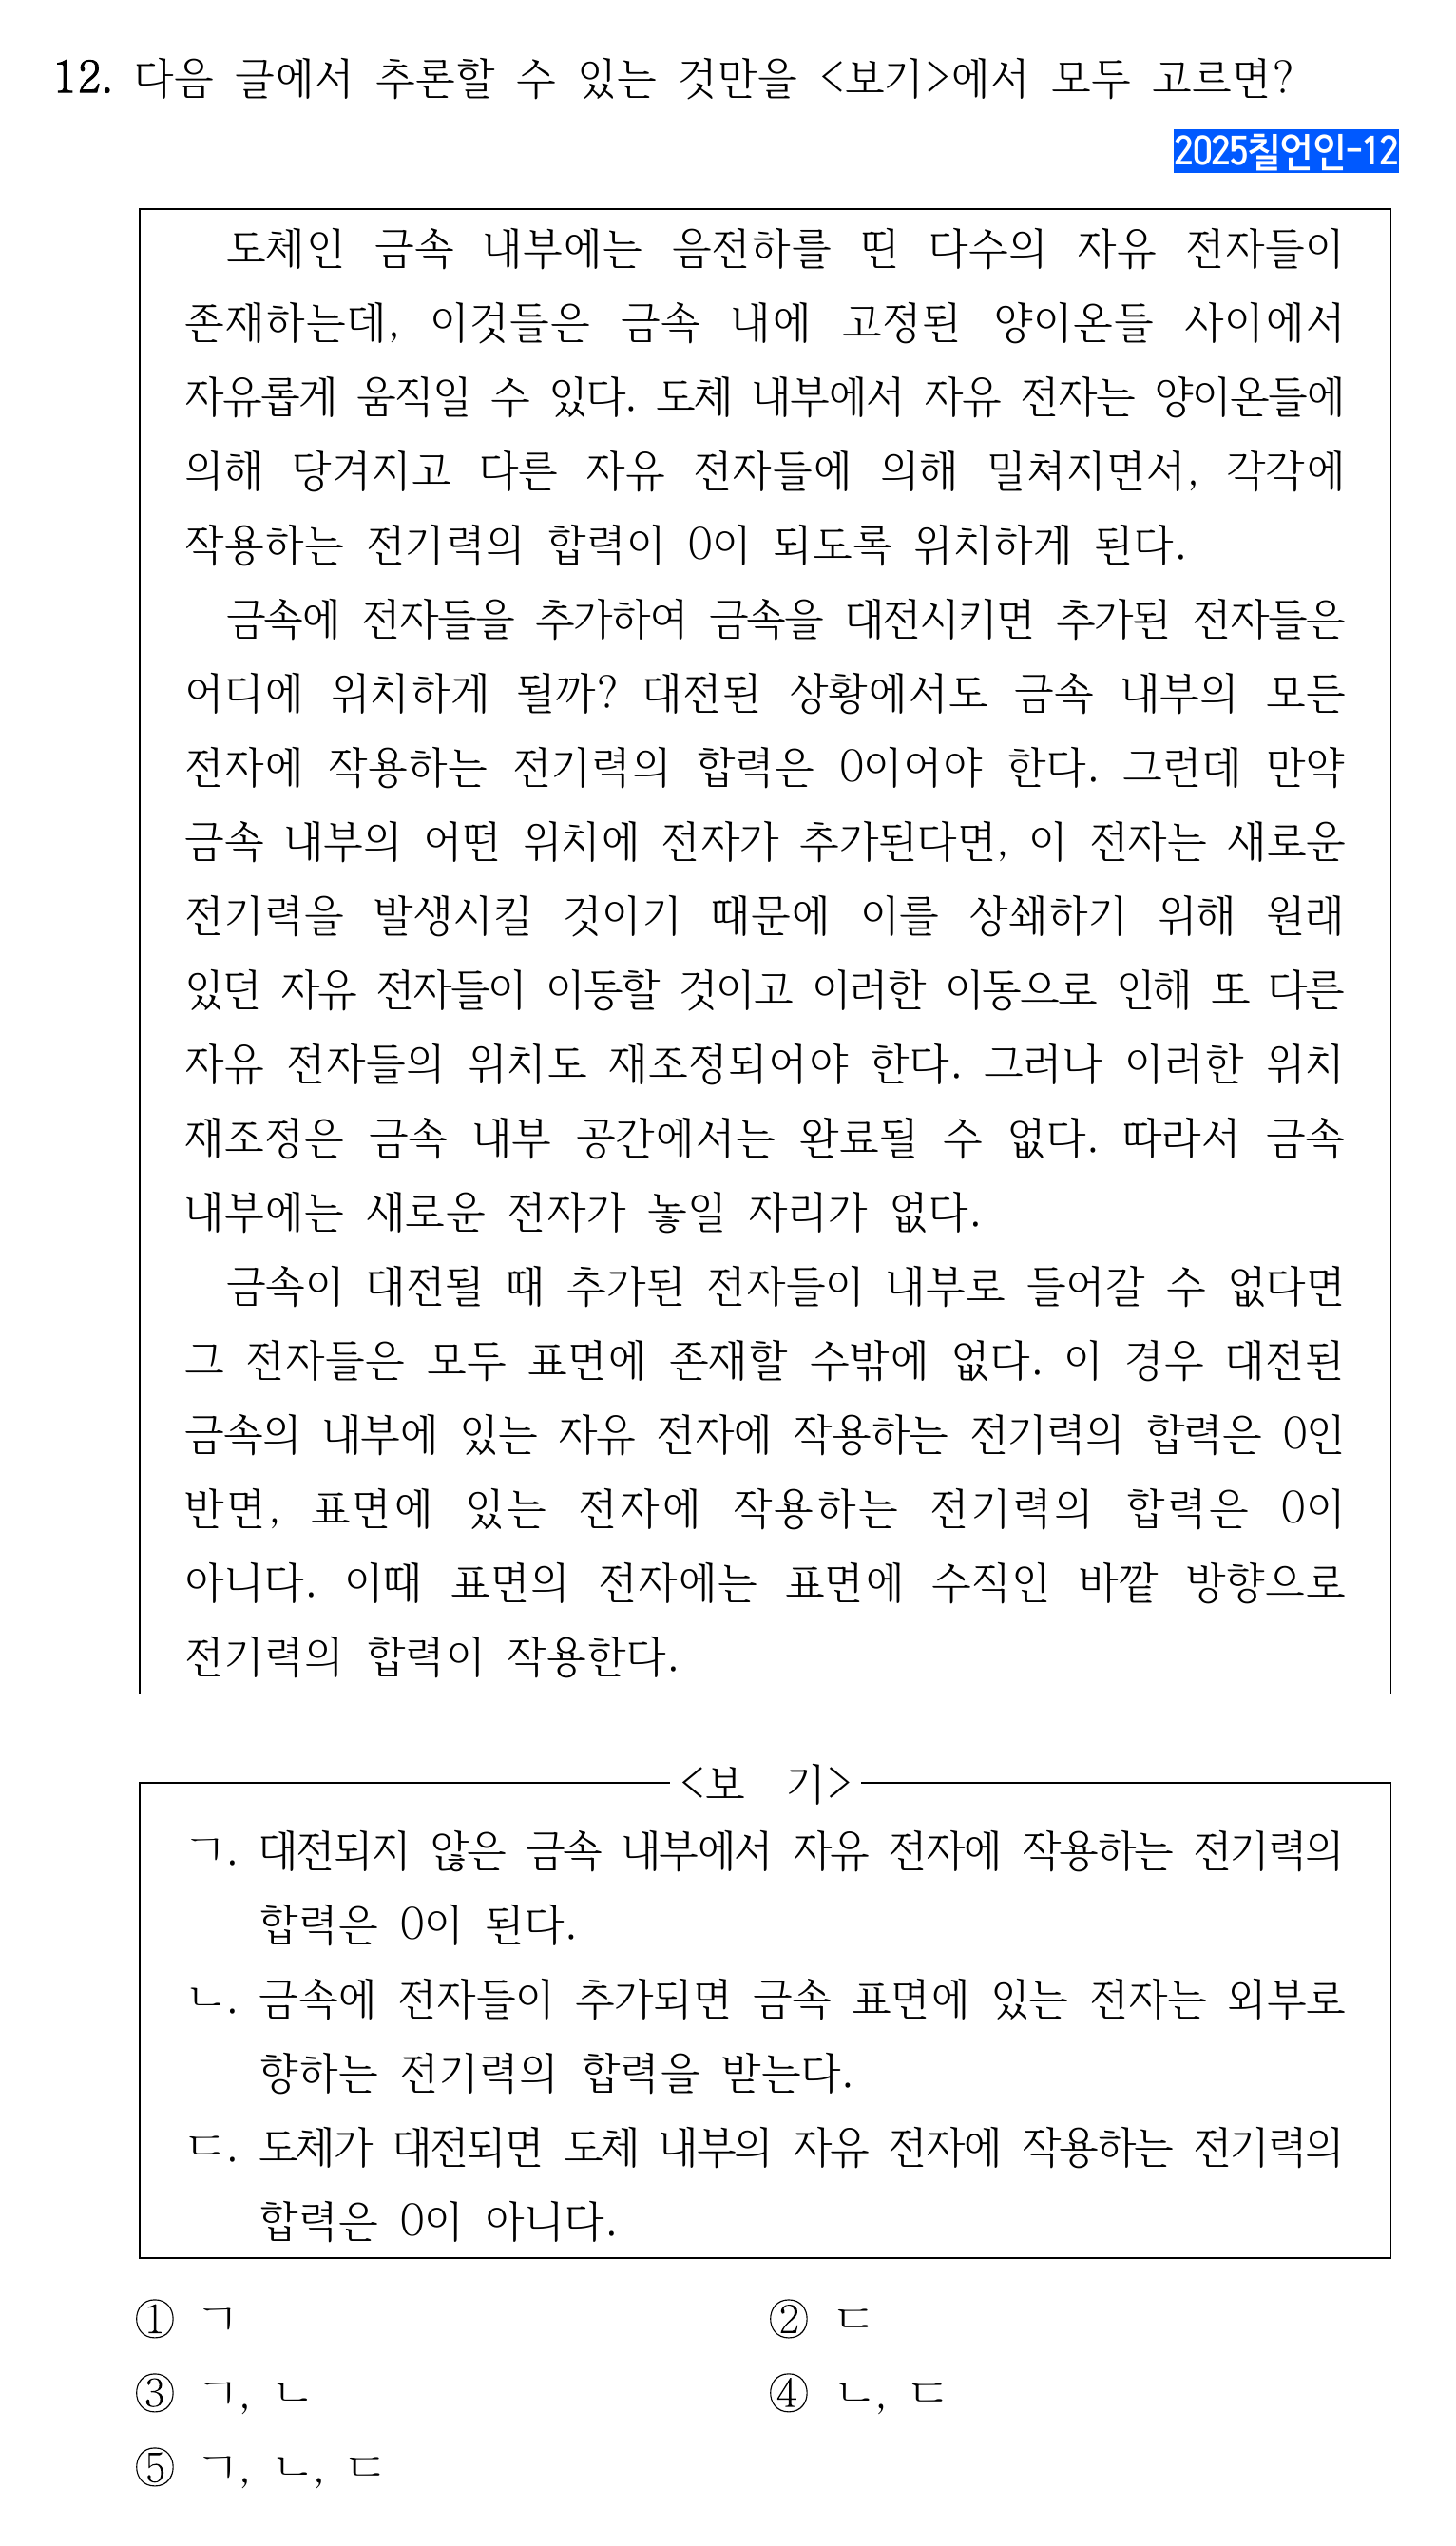 12. 다음 글에서 추론할 수 있는 것만을 <보기>에서 모두 고르면?
2025칠언인-12
도체인 금속 내부에는 음전하를 띤 다수의 자유 전자들이
존재하는데, 이것들은 금속 내에 고정된 양이온들 사이에서
자유롭게 움직일 수 있다. 도체 내부에서 자유 전자는 양이온들에
의해 당겨지고 다른 자유 전자들에 의해 밀쳐지면서, 각각에
작용하는 전기력의 합력이 0이 되도록 위치하게 된다.
금속에 전자들을 추가하여 금속을 대전시키면 추가된 전자들은
어디에 위치하게 될까? 대전된 상황에서도 금속 내부의 모든
전자에 작용하는 전기력의 합력은 0이어야 한다. 그런데 만약
금속 내부의 어떤 위치에 전자가 추가된다면, 이 전자는 새로운
전기력을 발생시킬 것이기 때문에 이를 상쇄하기 위해 원래
있던 자유 전자들이 이동할 것이고 이러한 이동으로 인해 또 다른
자유 전자들의 위치도 재조정되어야 한다. 그러나 이러한 위치
재조정은 금속 내부 공간에서는 완료될 수 없다. 따라서 금속
내부에는 새로운 전자가 놓일 자리가 없다.
금속이 대전될 때 추가된 전자들이 내부로 들어갈 수 없다면
그 전자들은 모두 표면에 존재할 수밖에 없다. 이 경우 대전된
금속의 내부에 있는 자유 전자에 작용하는 전기력의 합력은 0인
반면, 표면에 있는 전자에 작용하는 전기력의 합력은 0이
아니다. 이때 표면의 전자에는 표면에 수직인 바깥 방향으로
전기력의 합력이 작용한다.
<보 기>
ㄱ. 대전되지 않은 금속 내부에서 자유 전자에 작용하는 전기력의
합력은 0이 된다.
ㄴ. 금속에 전자들이 추가되면 금속 표면에 있는 전자는 외부로
향하는 전기력의 합력을 받는다.
ㄷ. 도체가 대전되면 도체 내부의 자유 전자에 작용하는 전기력의
합력은 0이 아니다.
① ㄱ ② ㄷ
③ ㄱ, ㄴ ④ ㄴ, ㄷ
⑤ ㄱ, ㄴ, ㄷ